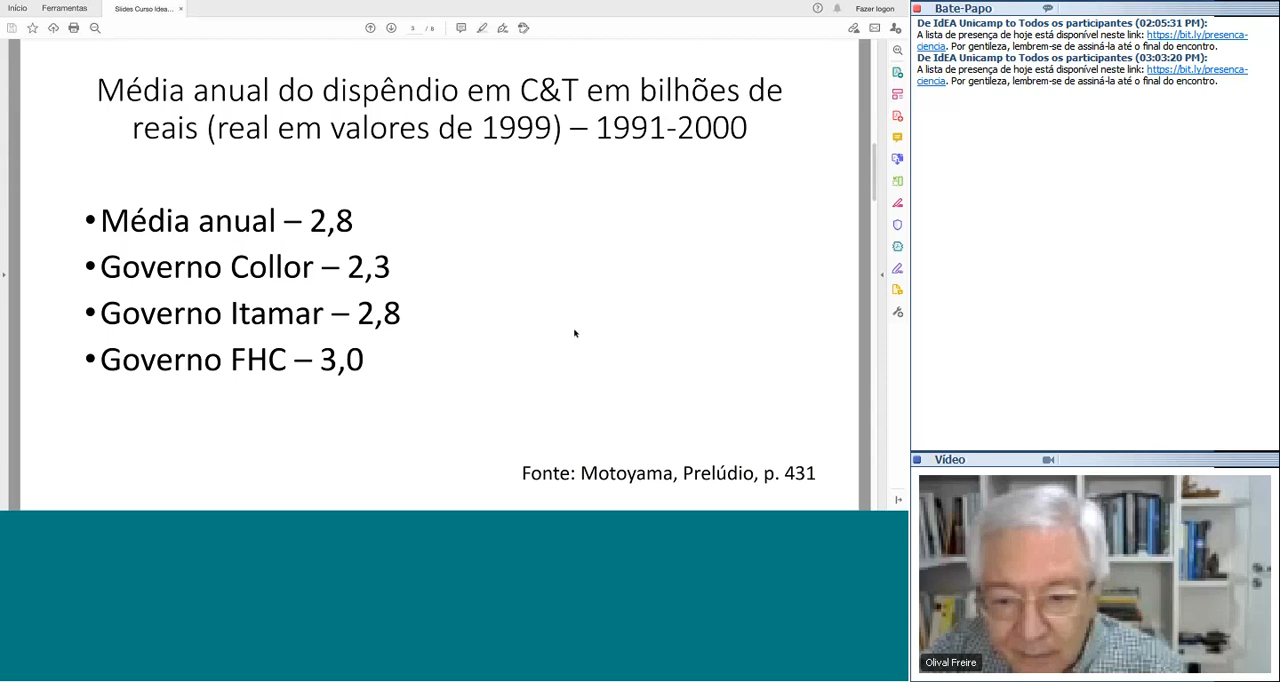 Início
Ferramentas
Slides Curso Idea... ×
Fazer logon
3 / 8
Média anual do dispêndio em C&T em bilhões de
reais (real em valores de 1999) – 1991-2000
•Média anual – 2,8
•Governo Collor – 2,3
•Governo Itamar – 2,8
•Governo FHC – 3,0
Fonte: Motoyama, Prelúdio, p. 431
Bate-Papo
De IdEA Unicamp to Todos os participantes (02:05:31 PM):
A lista de presença de hoje está disponível neste link: https://bit.ly/presenca-
ciencia. Por gentileza, lembrem-se de assiná-la até o final do encontro.
De IdEA Unicamp to Todos os participantes (03:03:20 PM):
A lista de presença de hoje está disponível neste link: https://bit.ly/presenca-
ciencia. Por gentileza, lembrem-se de assiná-la até o final do encontro.
Vídeo
Olival Freire